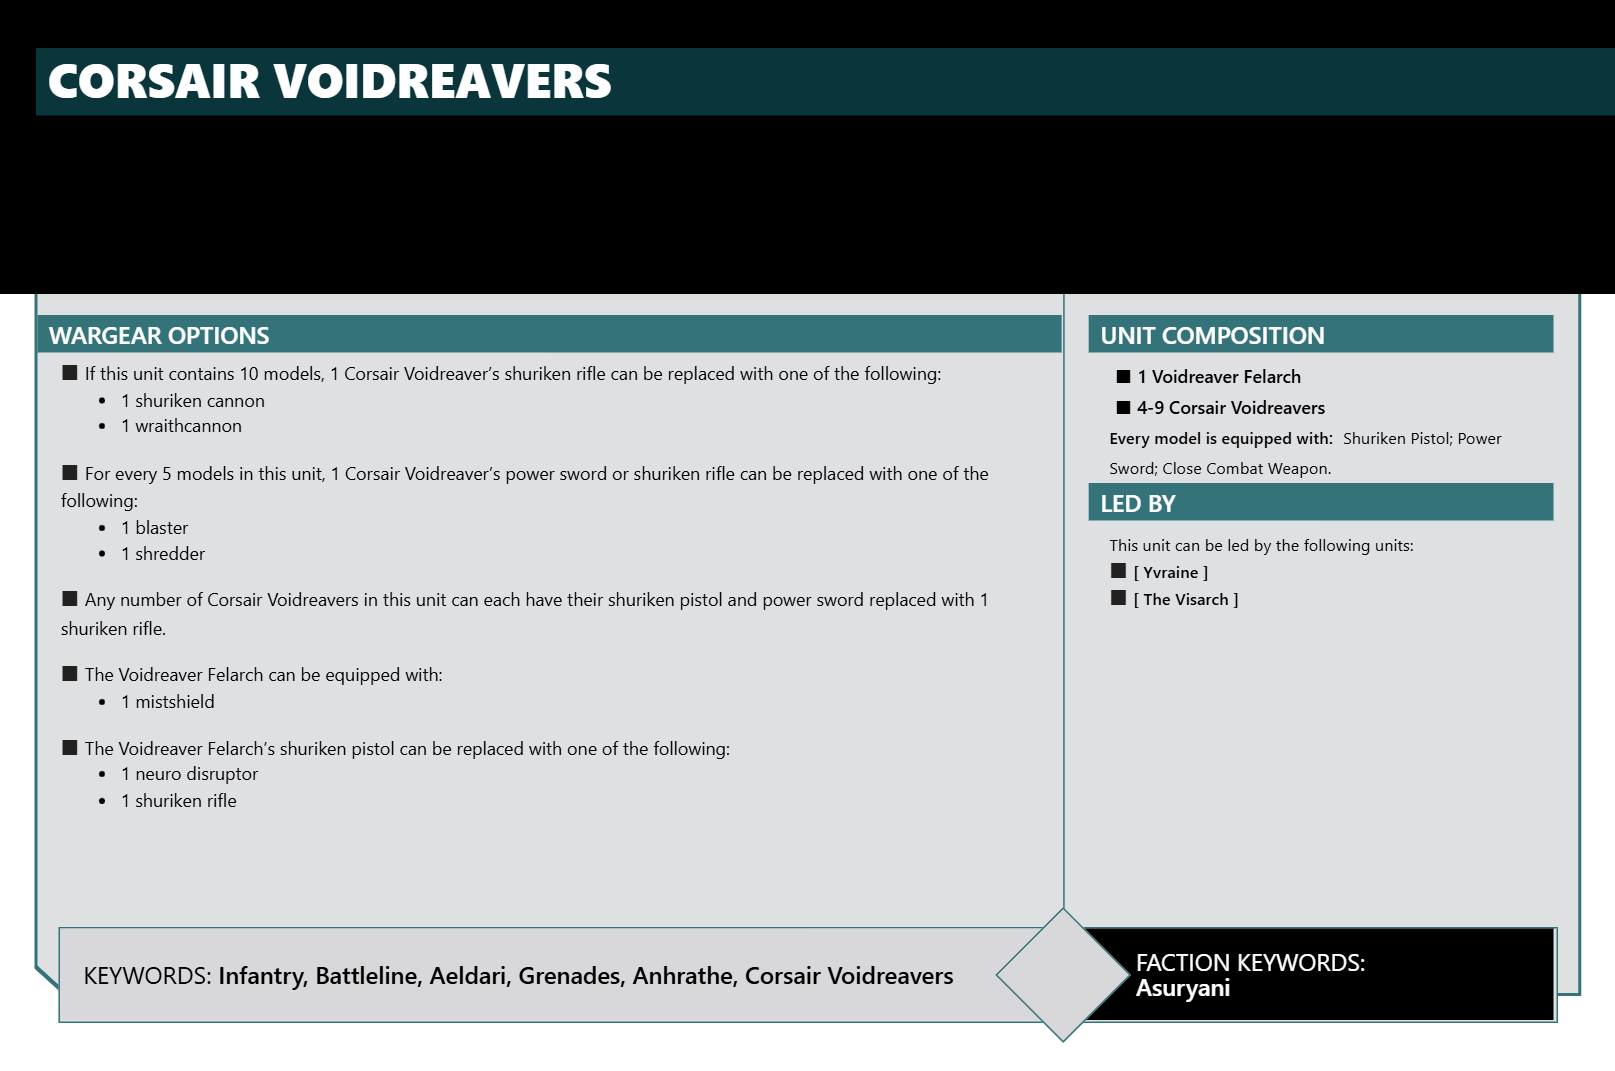 CORSAIR VOIDREAVERS
WARGEAR OPTIONS
■ If this unit contains 10 models, 1 Corsair Voidreaver’s shuriken rifle can be replaced with one of the following:
• 1 shuriken cannon
• 1 wraithcannon
■ For every 5 models in this unit, 1 Corsair Voidreaver’s power sword or shuriken rifle can be replaced with one of the
following:
• 1 blaster
• 1 shredder
■ Any number of Corsair Voidreavers in this unit can each have their shuriken pistol and power sword replaced with 1
shuriken rifle.
■ The Voidreaver Felarch can be equipped with:
• 1 mistshield
■ The Voidreaver Felarch’s shuriken pistol can be replaced with one of the following:
• 1 neuro disruptor
• 1 shuriken rifle
UNIT COMPOSITION
■ 1 Voidreaver Felarch
■ 4-9 Corsair Voidreavers
Every model is equipped with: Shuriken Pistol; Power
Sword; Close Combat Weapon.
LED BY
This unit can be led by the following units:
■ [ Yvraine ]
■ [ The Visarch ]
KEYWORDS: Infantry, Battleline, Aeldari, Grenades, Anhrathe, Corsair Voidreavers
FACTION KEYWORDS:
Asuryani